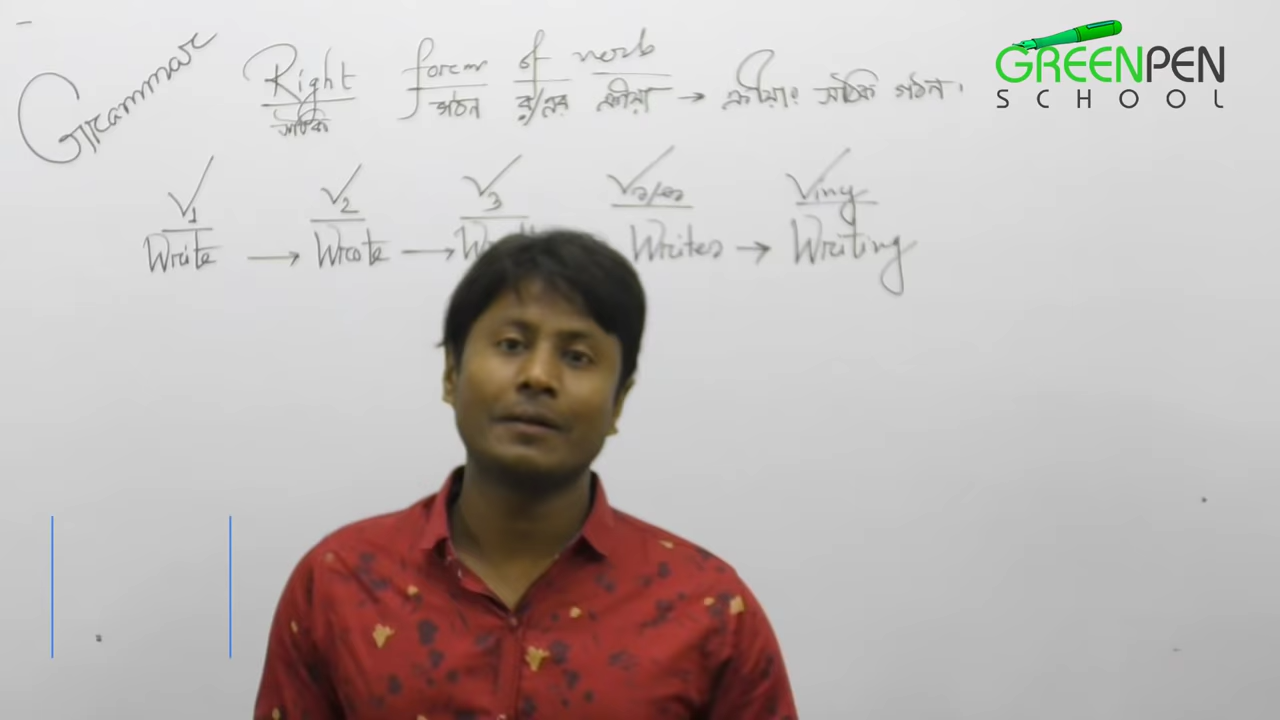 GREENPEN
SCHOOL
Grammar
Right form of verb → ক্রীয়ার সঠিক গঠন।
সঠিক গঠন র/এর ক্রীয়া
V1 V2 V3 Vs/es Ving
Write → Wrote → Writes → Writing